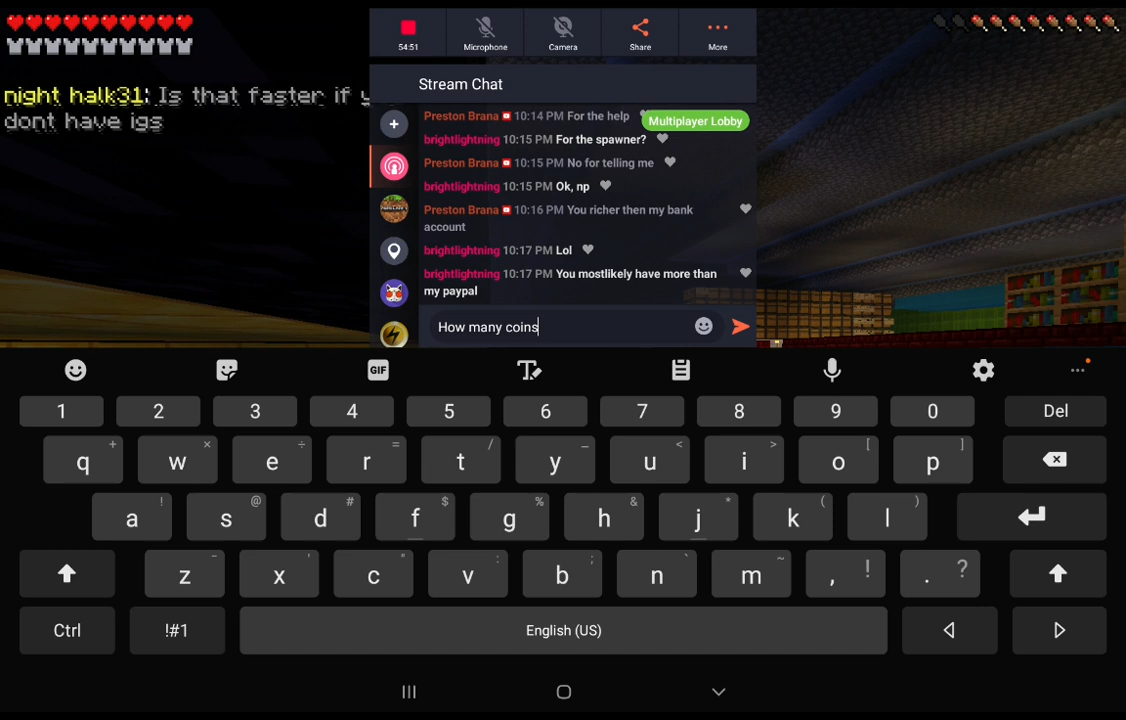 night halk31: Is that faster if y
dont have igs
54:51
Microphone
Camera
Share
More
Stream Chat
Preston Brana 10:14 PM For the help
Multiplayer Lobby
brightlightning 10:15 PM For the spawner?
Preston Brana 10:15 PM No for telling me
brightlightning 10:15 PM Ok, np
Preston Brana 10:16 PM You richer then my bank
account
brightlightning 10:17 PM Lol
brightlightning 10:17 PM You mostlikely have more than
my paypal
How many coins
GIF
1 2 3 4 5 6 7 8 9 0 Del
+ × ÷ = / _ < > [ ]
q w e r t y u i o p
! @ # $ % & * ( )
a s d f g h j k l
- ' " : ; ` ~ ! ?
z x c v b n m , .
Ctrl !#1 English (US)